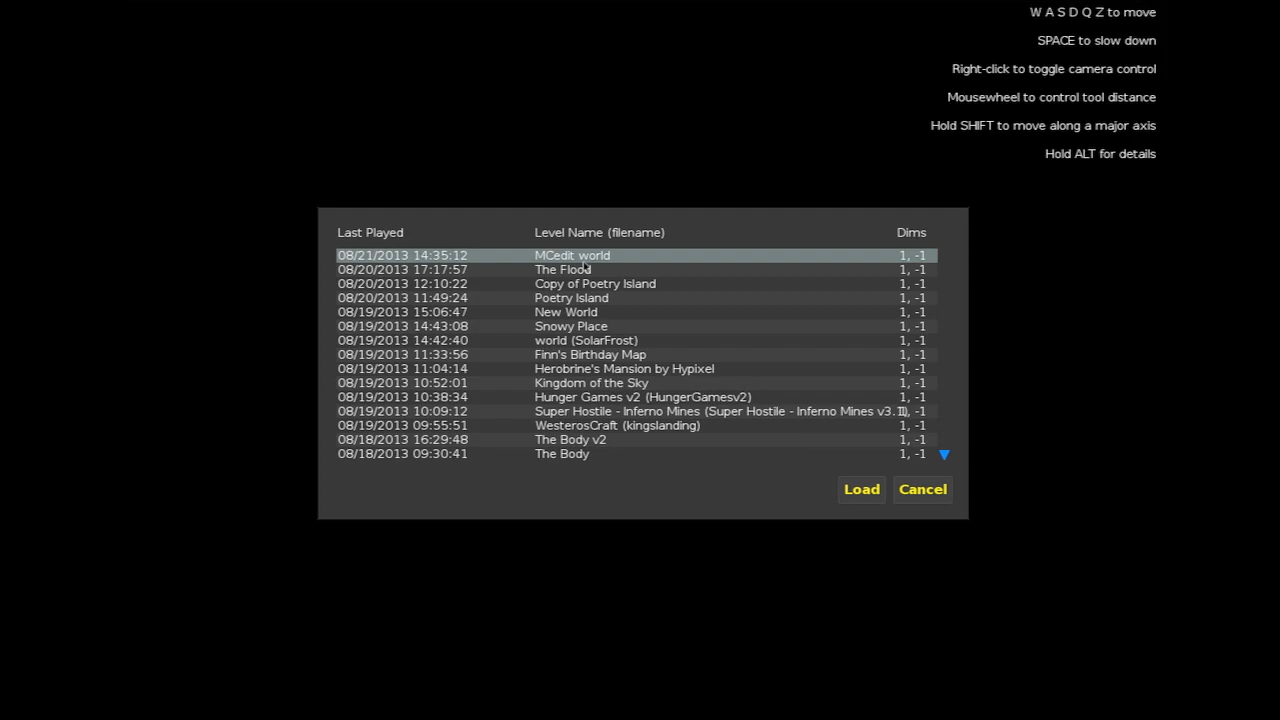 W A S D Q Z to move
SPACE to slow down
Right-click to toggle camera control
Mousewheel to control tool distance
Hold SHIFT to move along a major axis
Hold ALT for details
Last Played Level Name (filename) Dims
08/21/2013 14:35:12 MCedit world 1, -1
08/20/2013 17:17:57 The Flood 1, -1
08/20/2013 12:10:22 Copy of Poetry Island 1, -1
08/20/2013 11:49:24 Poetry Island 1, -1
08/19/2013 15:06:47 New World 1, -1
08/19/2013 14:43:08 Snowy Place 1, -1
08/19/2013 14:42:40 world (SolarFrost) 1, -1
08/19/2013 11:33:56 Finn's Birthday Map 1, -1
08/19/2013 11:04:14 Herobrine's Mansion by Hypixel 1, -1
08/19/2013 10:52:01 Kingdom of the Sky 1, -1
08/19/2013 10:38:34 Hunger Games v2 (HungerGamesv2) 1, -1
08/19/2013 10:09:12 Super Hostile - Inferno Mines (Super Hostile - Inferno Mines v3. -1
08/19/2013 09:55:51 WesterosCraft (kingslanding) 1, -1
08/18/2013 16:29:48 The Body v2 1, -1
08/18/2013 09:30:41 The Body 1, -1
Load Cancel